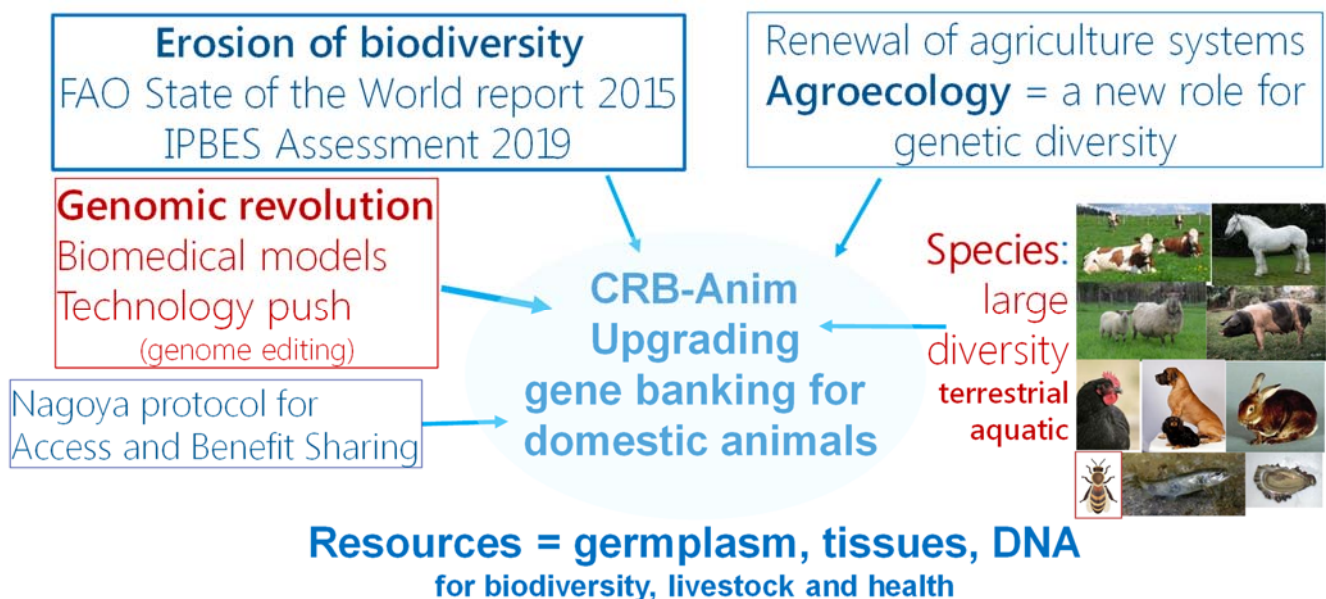 Erosion of biodiversity
FAO State of the World report 2015
IPBES Assessment 2019
Renewal of agriculture systems
Agroecology = a new role for
genetic diversity
Genomic revolution
Biomedical models
Technology push
(genome editing)
Nagoya protocol for
Access and Benefit Sharing
CRB-Anim
Upgrading
gene banking for
domestic animals
Species:
large
diversity
terrestrial
aquatic
Resources = germplasm, tissues, DNA
for biodiversity, livestock and health